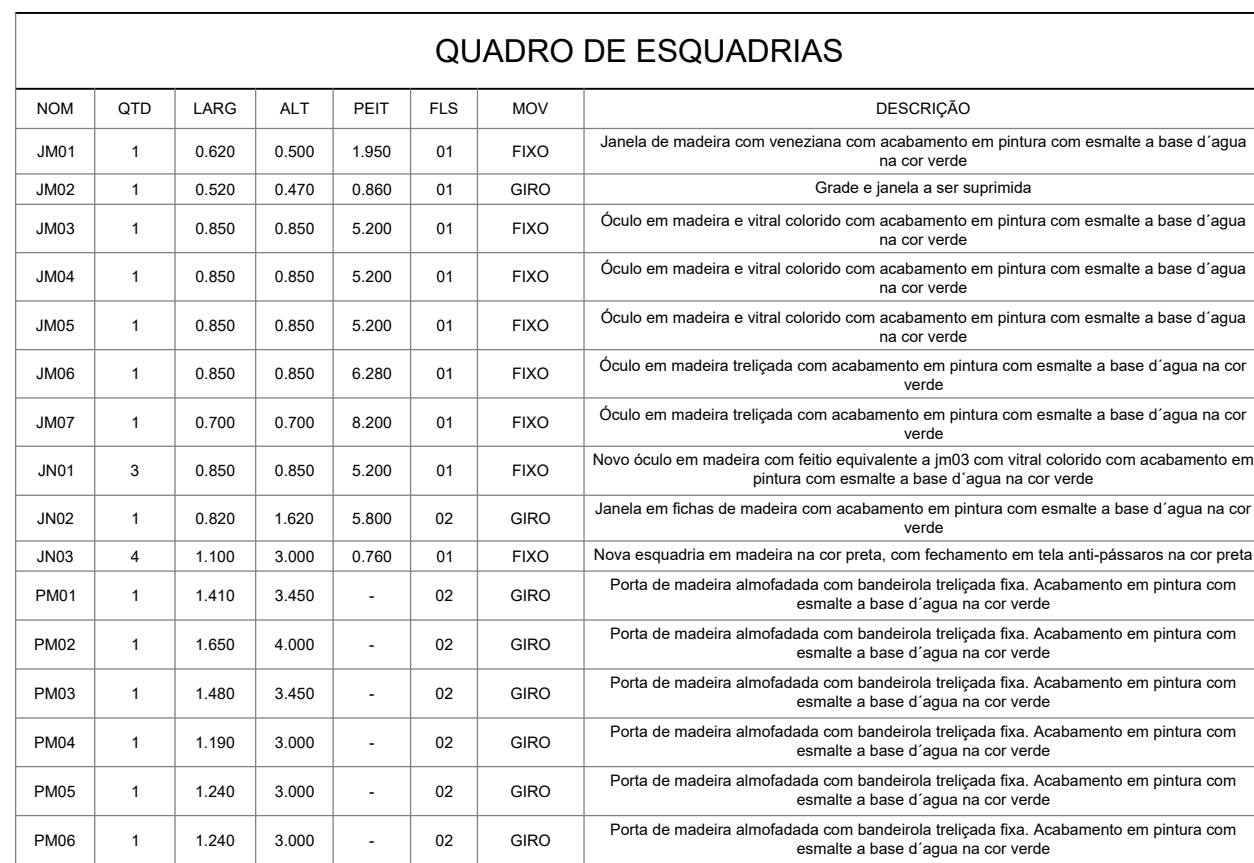 QUADRO DE ESQUADRIAS
NOM QTD LARG ALT PEIT FLS MOV DESCRIÇÃO
JM01 1 0.620 0.500 1.950 01 FIXO Janela de madeira com veneziana com acabamento em pintura com esmalte a base d´agua
na cor verde
JM02 1 0.520 0.470 0.860 01 GIRO Grade e janela a ser suprimida
JM03 1 0.850 0.850 5.200 01 FIXO Óculo em madeira e vitral colorido com acabamento em pintura com esmalte a base d´agua
na cor verde
JM04 1 0.850 0.850 5.200 01 FIXO Óculo em madeira e vitral colorido com acabamento em pintura com esmalte a base d´agua
na cor verde
JM05 1 0.850 0.850 5.200 01 FIXO Óculo em madeira e vitral colorido com acabamento em pintura com esmalte a base d´agua
na cor verde
JM06 1 0.850 0.850 6.280 01 FIXO Óculo em madeira treliçada com acabamento em pintura com esmalte a base d´agua na cor
verde
JM07 1 0.700 0.700 8.200 01 FIXO Óculo em madeira treliçada com acabamento em pintura com esmalte a base d´agua na cor
verde
JN01 3 0.850 0.850 5.200 01 FIXO Novo óculo em madeira com feitio equivalente a jm03 com vitral colorido com acabamento em
pintura com esmalte a base d´agua na cor verde
JN02 1 0.820 1.620 5.800 02 GIRO Janela em fichas de madeira com acabamento em pintura com esmalte a base d´agua na cor
verde
JN03 4 1.100 3.000 0.760 01 FIXO Nova esquadria em madeira na cor preta, com fechamento em tela anti-pássaros na cor preta
PM01 1 1.410 3.450 - 02 GIRO Porta de madeira almofadada com bandeirola treliçada fixa. Acabamento em pintura com
esmalte a base d´agua na cor verde
PM02 1 1.650 4.000 - 02 GIRO Porta de madeira almofadada com bandeirola treliçada fixa. Acabamento em pintura com
esmalte a base d´agua na cor verde
PM03 1 1.480 3.450 - 02 GIRO Porta de madeira almofadada com bandeirola treliçada fixa. Acabamento em pintura com
esmalte a base d´agua na cor verde
PM04 1 1.190 3.000 - 02 GIRO Porta de madeira almofadada com bandeirola treliçada fixa. Acabamento em pintura com
esmalte a base d´agua na cor verde
PM05 1 1.240 3.000 - 02 GIRO Porta de madeira almofadada com bandeirola treliçada fixa. Acabamento em pintura com
esmalte a base d´agua na cor verde
PM06 1 1.240 3.000 - 02 GIRO Porta de madeira almofadada com bandeirola treliçada fixa. Acabamento em pintura com
esmalte a base d´agua na cor verde